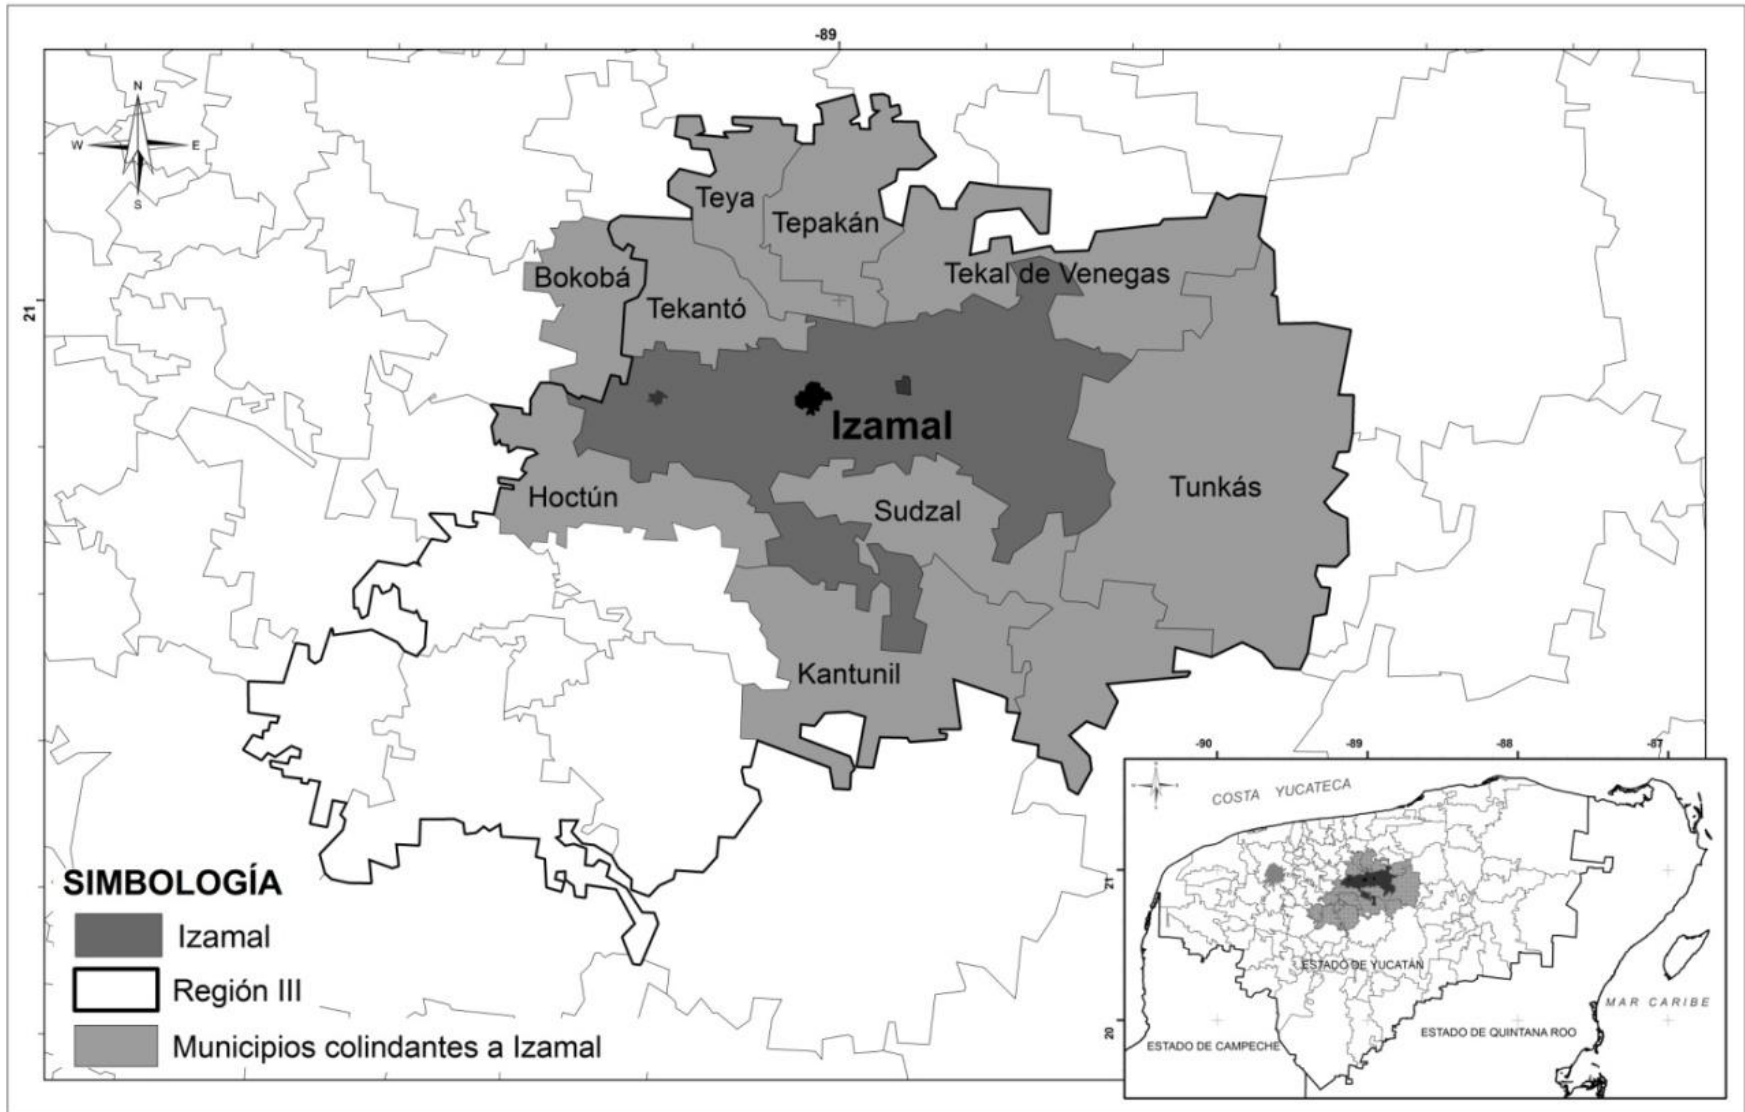 -89
N
W
E
S
21
Teya
Tepakán
Bokobá
Tekal de Venegas
Tekantó
Izamal
Hoctún
Sudzal
Tunkás
Kantunil
SIMBOLOGÍA
Izamal
Región III
Municipios colindantes a Izamal
-90
-89
-88
-87
COSTA YUCATECA
21
ESTADO DE YUCATÁN
MAR CARIBE
20
ESTADO DE QUINTANA ROO
ESTADO DE CAMPECHE